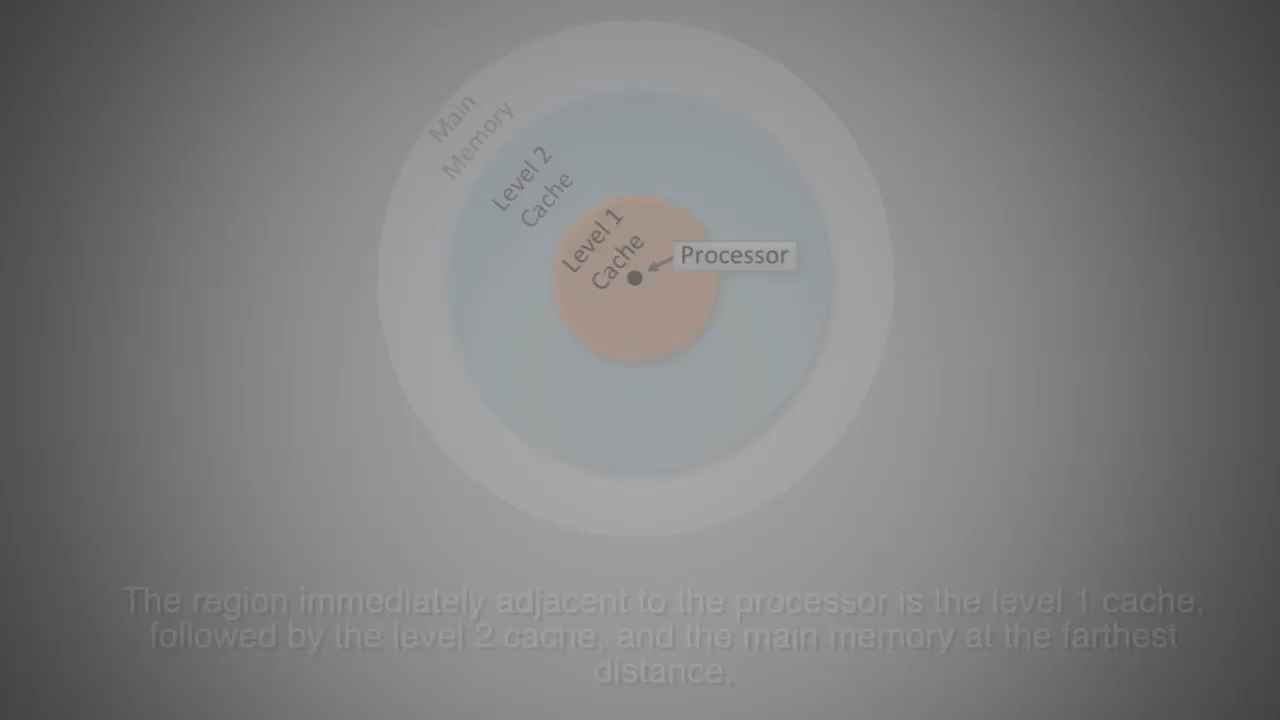 Main
Memory
Level 2
Cache
Level 1
Cache
Processor
The region immediately adjacent to the processor is the level 1 cache,
followed by the level 2 cache, and the main memory at the farthest
distance.